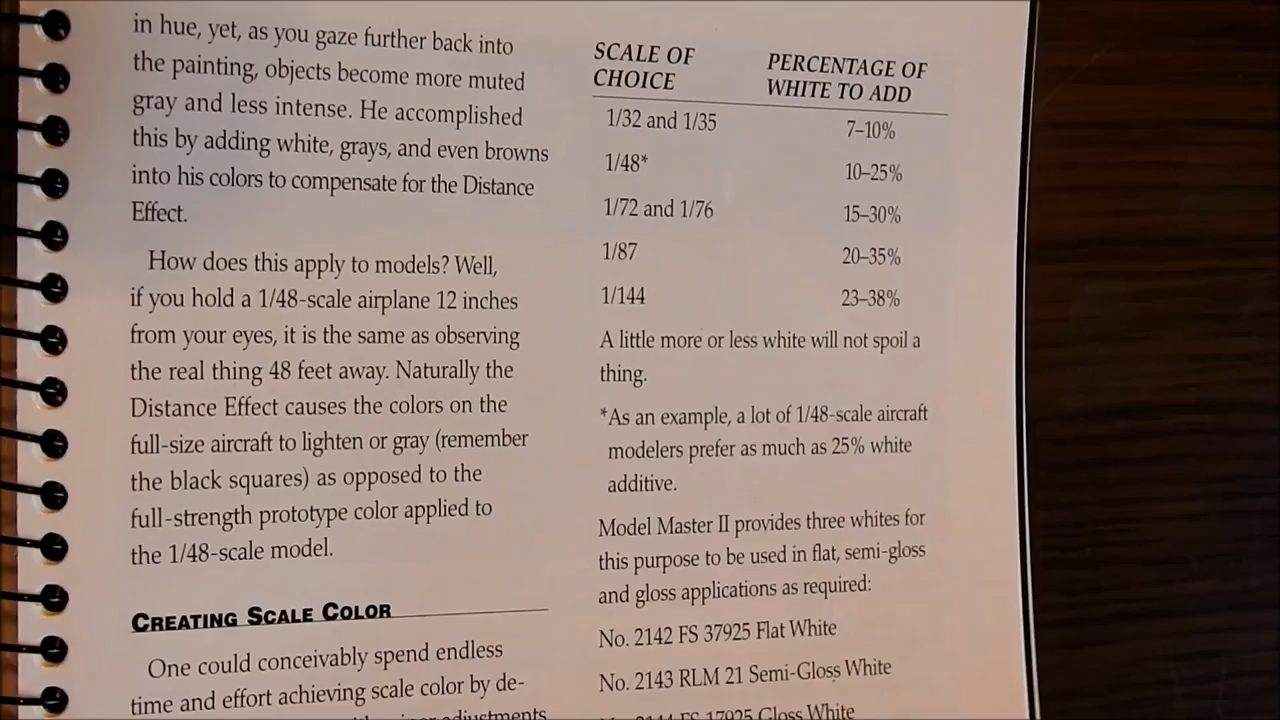 in hue, yet, as you gaze further back into
the painting, objects become more muted
gray and less intense. He accomplished
this by adding white, grays, and even browns
into his colors to compensate for the Distance
Effect.
How does this apply to models? Well,
if you hold a 1/48-scale airplane 12 inches
from your eyes, it is the same as observing
the real thing 48 feet away. Naturally the
Distance Effect causes the colors on the
full-size aircraft to lighten or gray (remember
the black squares) as opposed to the
full-strength prototype color applied to
the 1/48-scale model.
CREATING SCALE COLOR
One could conceivably spend endless
time and effort achieving scale color by de-
adjustments
SCALE OF CHOICE PERCENTAGE OF WHITE TO ADD
1/32 and 1/35 7–10%
1/48* 10–25%
1/72 and 1/76 15–30%
1/87 20–35%
1/144 23–38%
A little more or less white will not spoil a
thing.
*As an example, a lot of 1/48-scale aircraft
modelers prefer as much as 25% white
additive.
Model Master II provides three whites for
this purpose to be used in flat, semi-gloss
and gloss applications as required:
No. 2142 FS 37925 Flat White
No. 2143 RLM 21 Semi-Gloss White
No. 2144 FS 17925 Gloss White